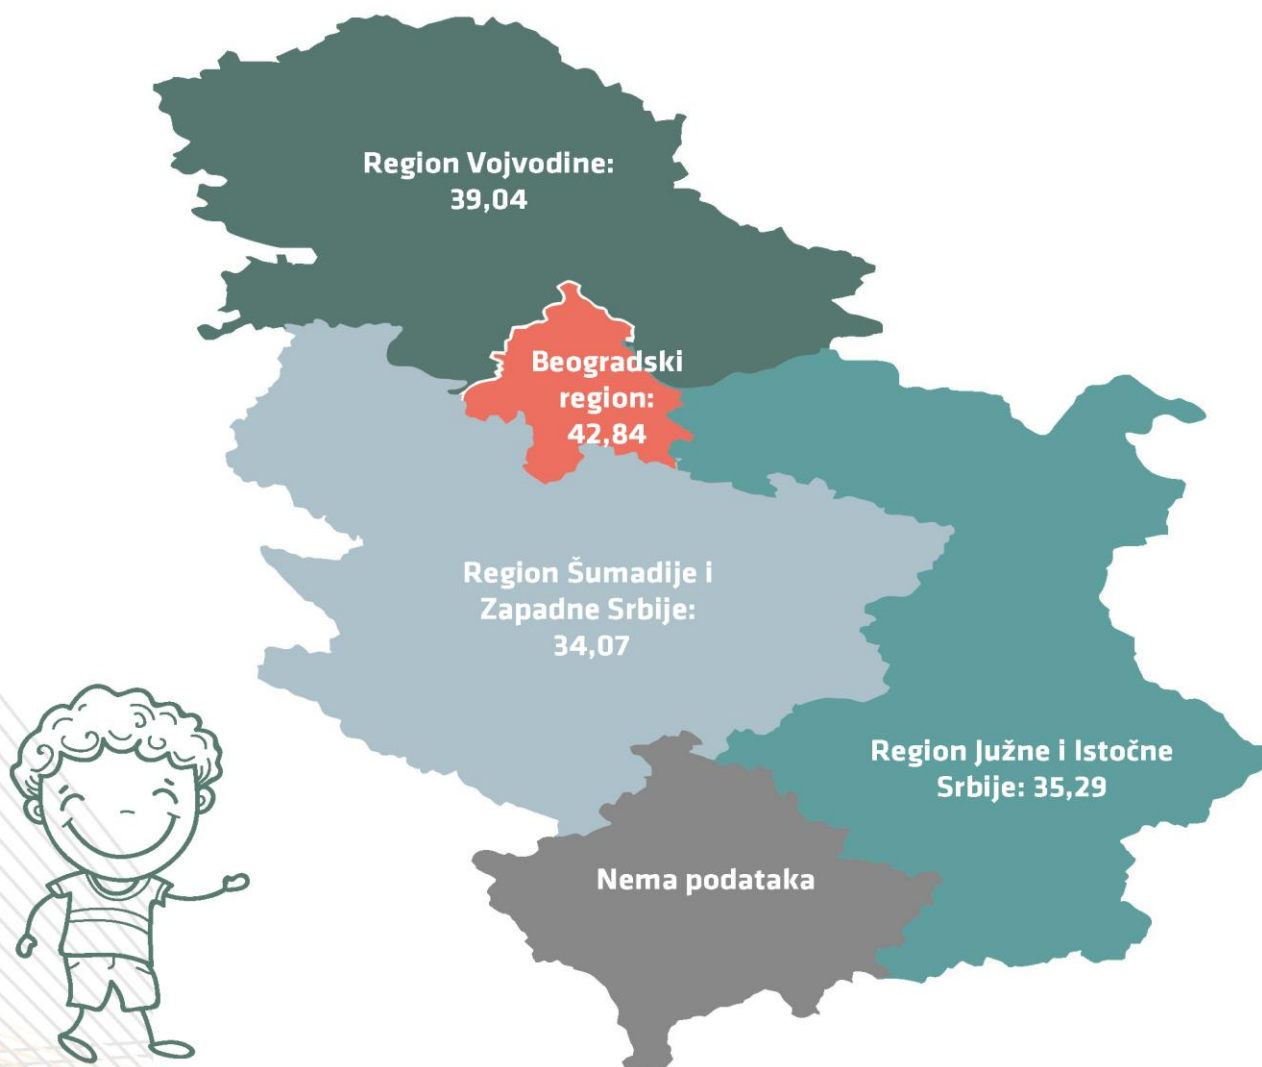 Region Vojvodine:
39,04
Beogradski
region:
42,84
Region Šumadije i
Zapadne Srbije:
34,07
Region Južne i Istočne
Srbije: 35,29
Nema podataka